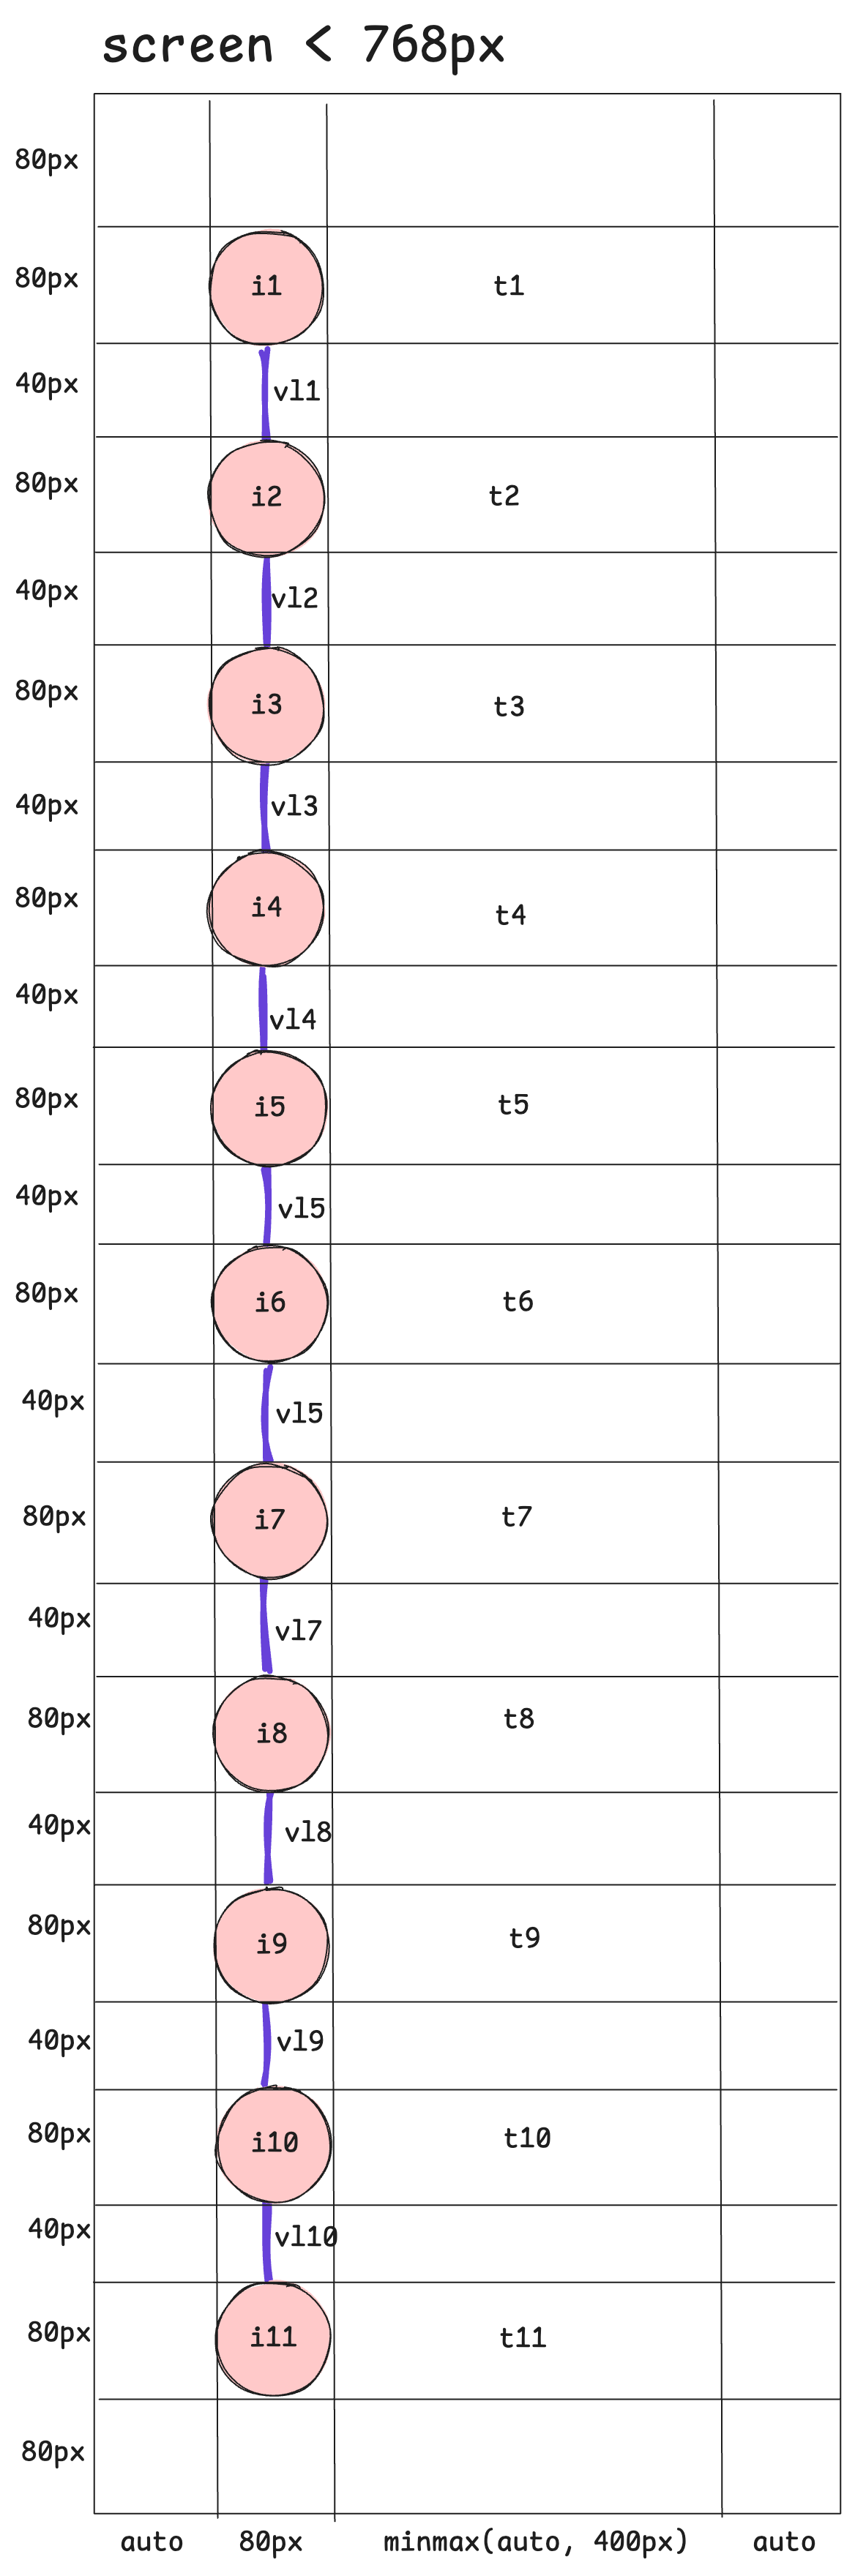 screen < 768px
80px
80px i1 t1
40px vl1
80px i2 t2
40px vl2
80px i3 t3
40px vl3
80px i4 t4
40px vl4
80px i5 t5
40px vl5
80px i6 t6
40px vl5
80px i7 t7
40px vl7
80px i8 t8
40px vl8
80px i9 t9
40px vl9
80px i10 t10
40px vl10
80px i11 t11
80px
auto 80px minmax(auto, 400px) auto